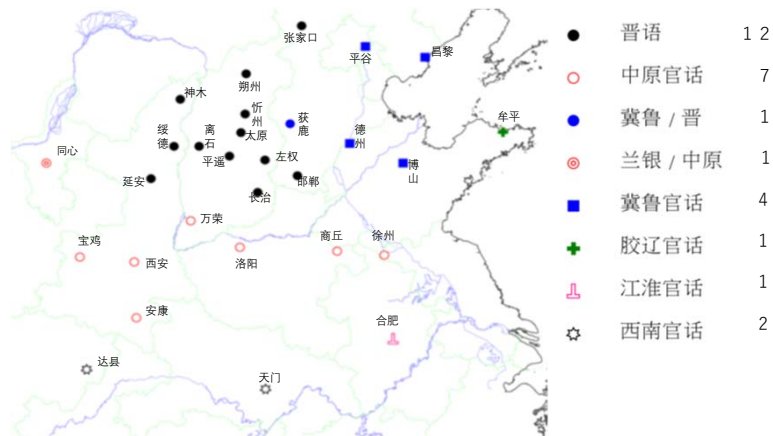 张家口
平谷
昌黎
朔州
神木
忻州
获鹿
太原
德州
牟平
绥德
离石
平遥
左权
博山
同心
延安
邯郸
长治
万荣
宝鸡
西安
洛阳
商丘
徐州
安康
合肥
达县
天门
晋语 12
中原官话 7
冀鲁 / 晋 1
兰银 / 中原 1
冀鲁官话 4
胶辽官话 1
江淮官话 1
西南官话 2